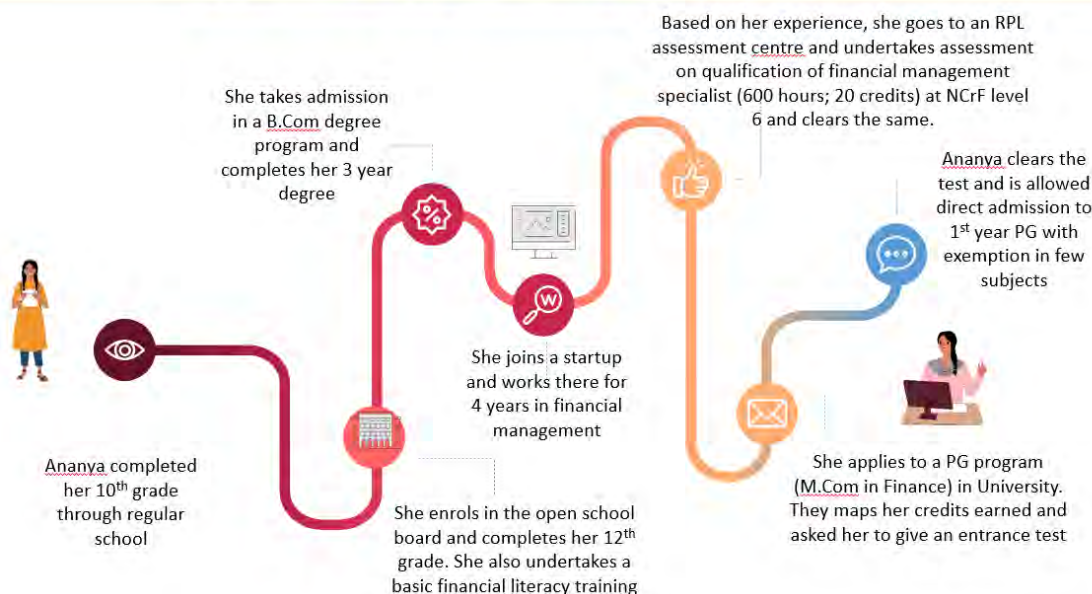 Ananya completed
her 10th grade
through regular
school
She enrols in the open school
board and completes her 12th
grade. She also undertakes a
basic financial literacy training
She takes admission
in a B.Com degree
program and
completes her 3 year
degree
W
She joins a startup
and works there for
4 years in financial
management
Based on her experience, she goes to an RPL
assessment centre and undertakes assessment
on qualification of financial management
specialist (600 hours; 20 credits) at NCrF level
6 and clears the same.
She applies to a PG program
(M.Com in Finance) in University.
They maps her credits earned and
asked her to give an entrance test
Ananya clears the
test and is allowed
direct admission to
1st year PG with
exemption in few
subjects